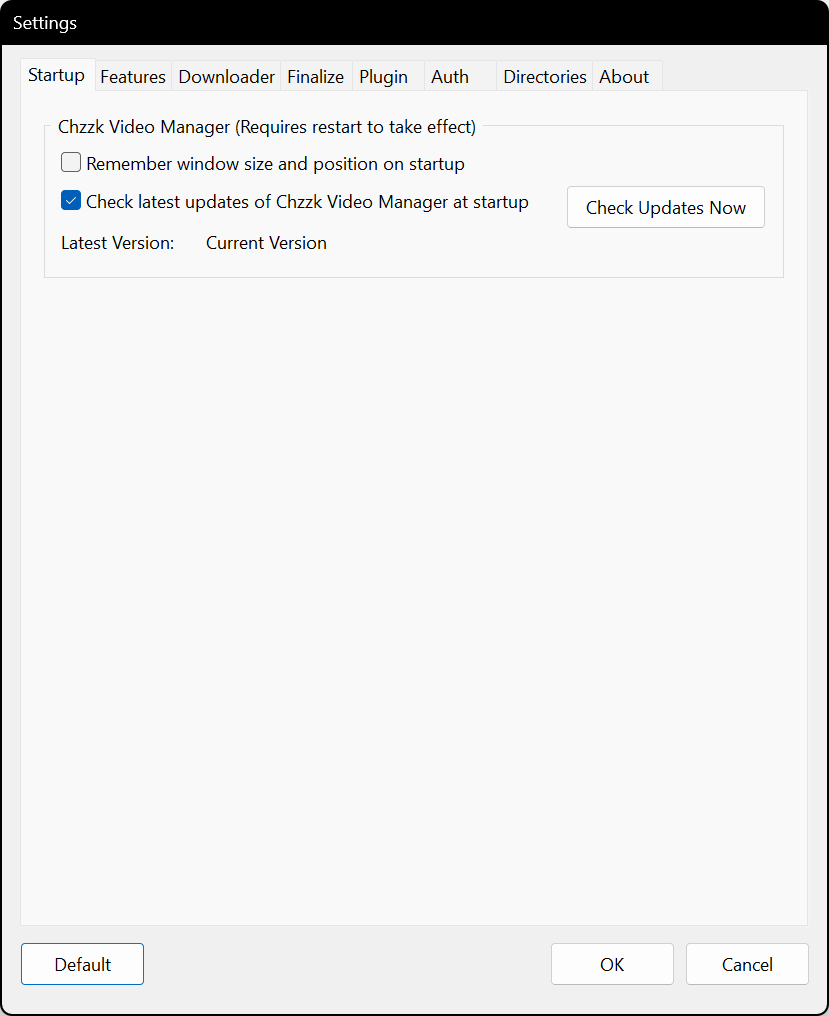 Settings
Startup Features Downloader Finalize Plugin Auth Directories About
Chzzk Video Manager (Requires restart to take effect)
Remember window size and position on startup
Check latest updates of Chzzk Video Manager at startup
Check Updates Now
Latest Version: Current Version
Default OK Cancel